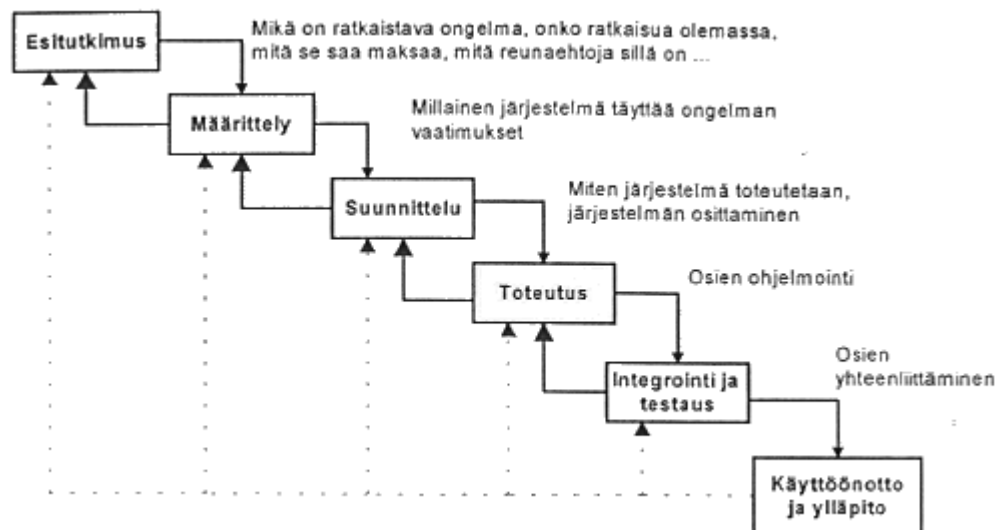 Esitutkimus
Mikä on ratkaistava ongelma, onko ratkaisua olemassa,
mitä se saa maksaa, mitä reunaehtoja sillä on ...
Määrittely
Millainen järjestelmä täyttää ongelman
vaatimukset
Suunnittelu
Miten järjestelmä toteutetaan,
järjestelmän osittaminen
Toteutus
Osien ohjelmointi
Integrointi ja
testaus
Osien
yhteenliittäminen
Käyttöönotto
ja ylläpito